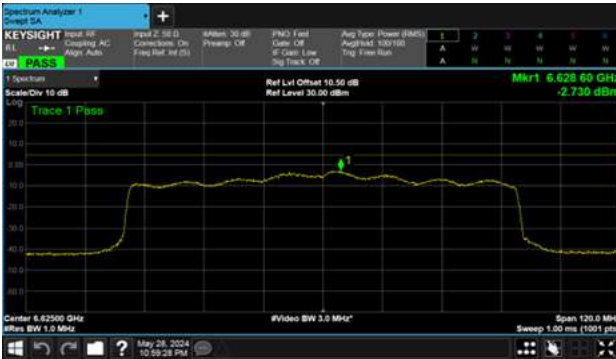 Spectrum Analyzer 1
Swept SA
+
KEYSIGHT Input: RF
Coupling: AC
Align: Auto
Input Z: 50 Ω
Corrections: On
Freq Ref: Int (S)
#Atten: 30 dB
Preamp: Off
PNO: Fast
Gate: Off
IF Gain: Low
Sig Track: Off
Avg Type: Power (RMS)
Avg|Hold: 100/100
Trig: Free Run
1 2 3 4 5 6
A W W W W W
A N N N N N
PASS
1 Spectrum
Scale/Div 10 dB
Ref Lvl Offset 10.50 dB
Ref Level 30.00 dBm
Mkr1 6.628 60 GHz
-2.730 dBm
Log
Trace 1 Pass
20.0
10.0
0.00
1
-10.0
-20.0
-30.0
-40.0
-50.0
-60.0
Center 6.62500 GHz
#Video BW 3.0 MHz*
Span 120.0 MHz
#Res BW 1.0 MHz
Sweep 1.00 ms (1001 pts)
?
May 28, 2024
10:59:28 PM